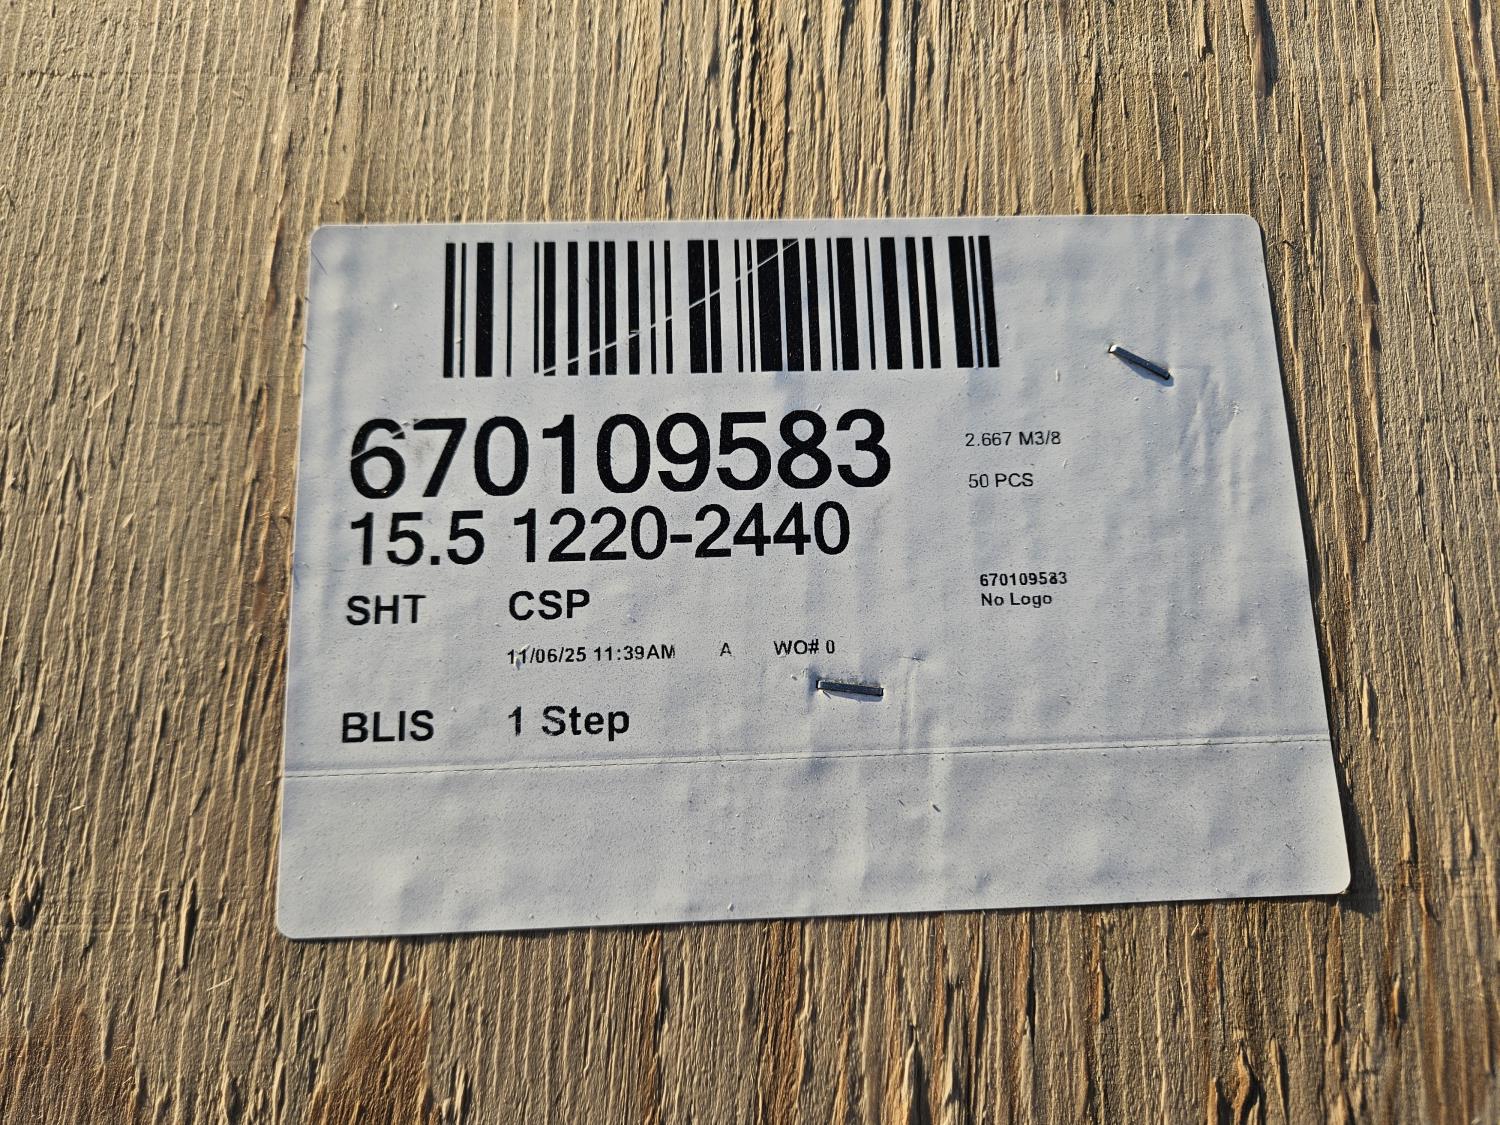 670109583
15.5 1220-2440
2.667 M3/8
50 PCS
SHT CSP
670109583
No Logo
11/06/25 11:39AM A WO# 0
BLIS 1 Step